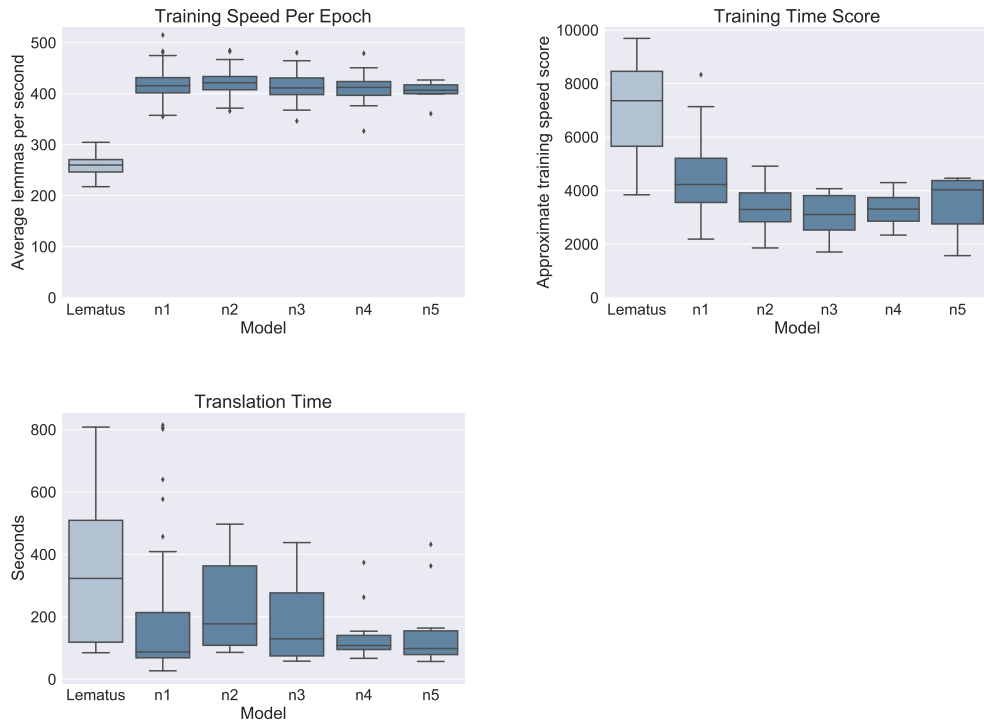 Training Speed Per Epoch
Average lemmas per second
500
400
300
200
100
0
Lematus n1 n2 n3 n4 n5
Model
Training Time Score
Approximate training speed score
10000
8000
6000
4000
2000
0
Lematus n1 n2 n3 n4 n5
Model
Translation Time
Seconds
800
600
400
200
0
Lematus n1 n2 n3 n4 n5
Model